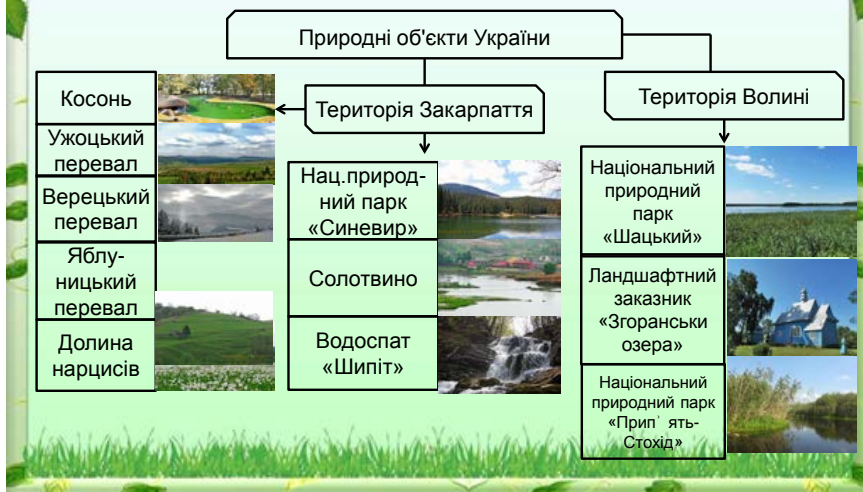 Природні об'єкти України
Територія Закарпаття
Територія Волині
Косонь
Ужоцький
перевал
Верецький
перевал
Яблу-
ницький
перевал
Долина
нарцисів
Нац.природ-
ний парк
«Синевир»
Солотвино
Водоспат
«Шипіт»
Національний
природний
парк
«Шацький»
Ландшафтний
заказник
«Згорански
озера»
Національний
природний парк
«Прип᾽ ять-
Стохід»